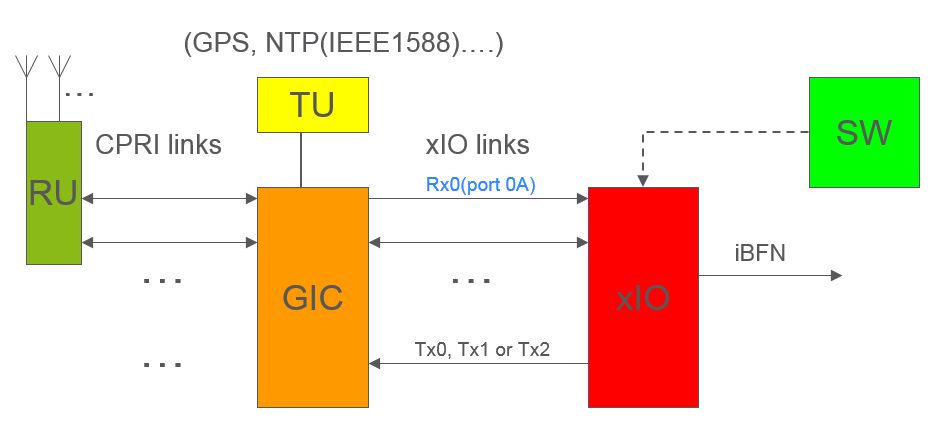 (GPS, NTP(IEEE1588)….)
TU
SW
CPRI links
xIO links
RU
Rx0(port 0A)
...
iBFN
...
...
GIC
xIO
Tx0, Tx1 or Tx2
...